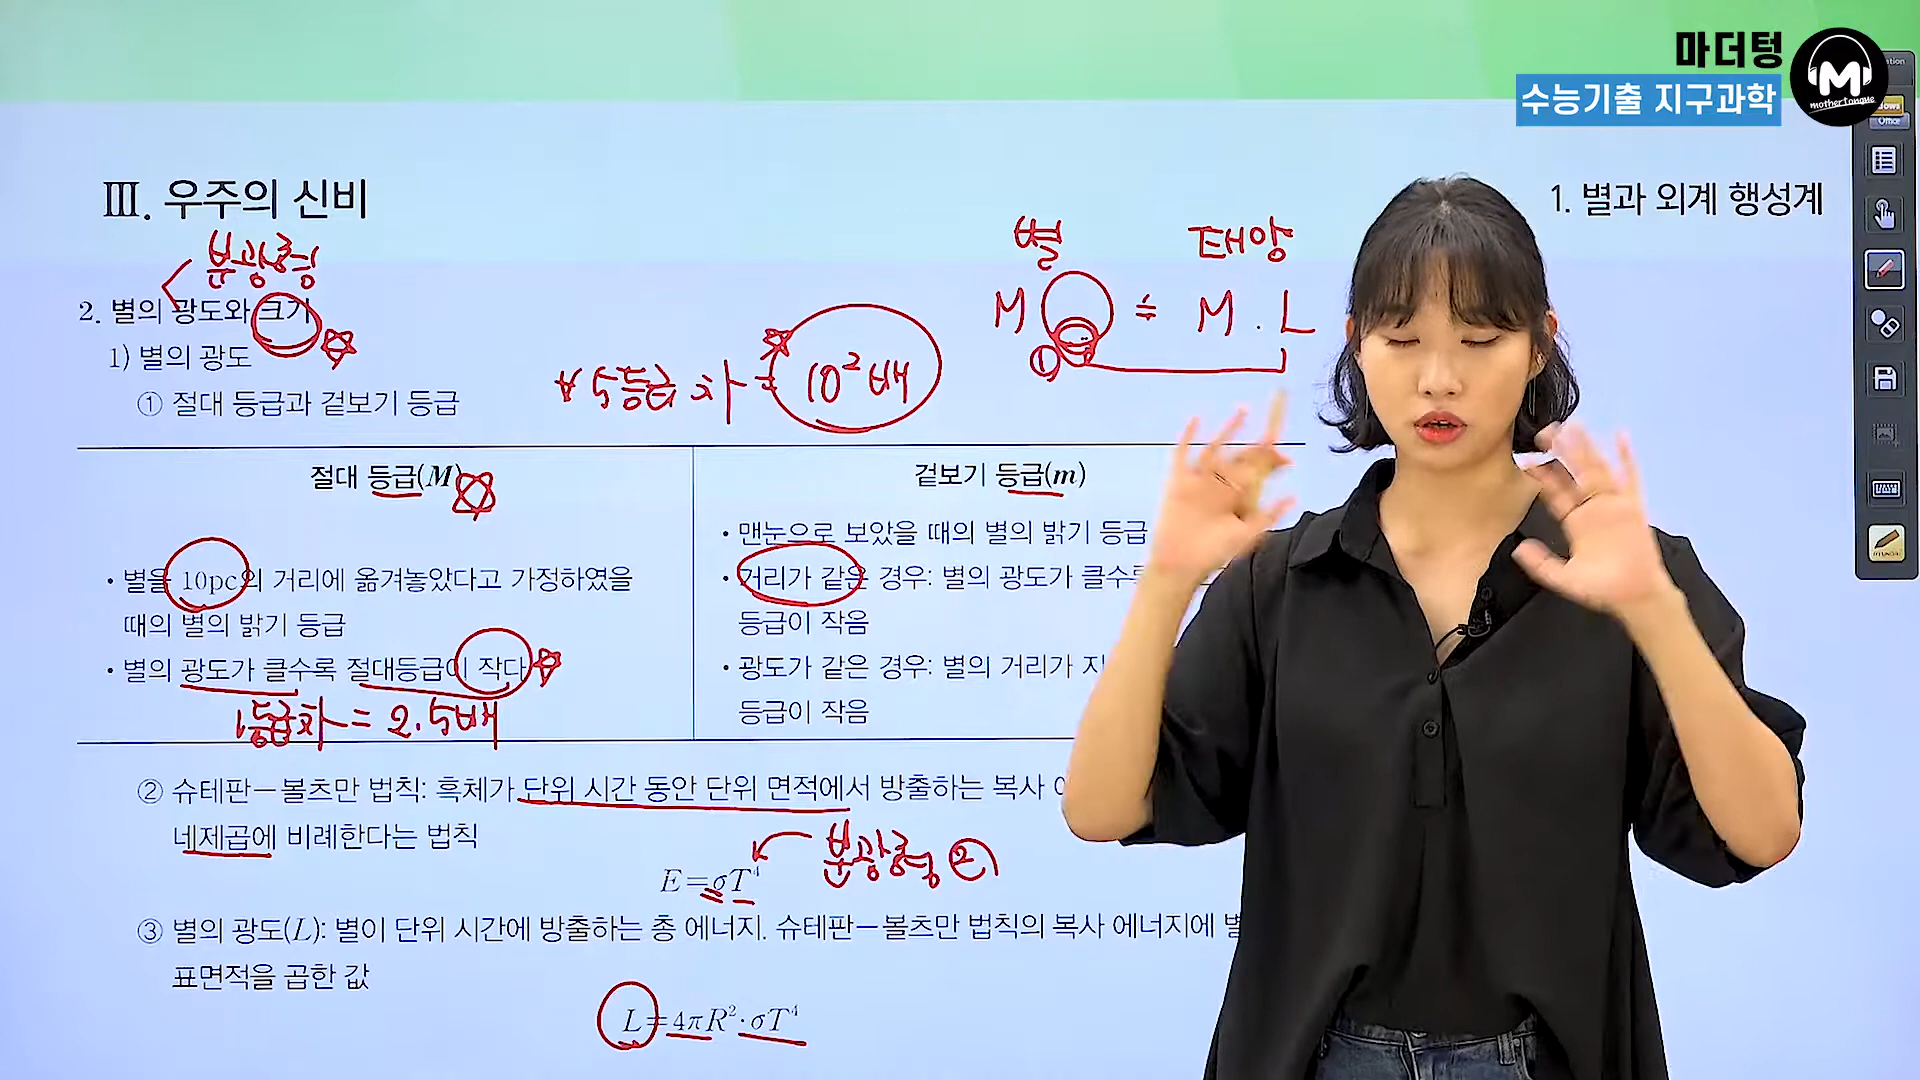 마더텅
수능기출 지구과학
M
mothertongue
Office
Ⅲ. 우주의 신비
1. 별과 외계 행성계
분광형
별
태양
M ≒ M . L
①
2. 별의 광도와 크기
1) 별의 광도
① 절대 등급과 겉보기 등급
5등급 차 = 10² 배
절대 등급(M)
겉보기 등급(m)
• 별을 10pc의 거리에 옮겨놓았다고 가정하였을
때의 별의 밝기 등급
• 별의 광도가 클수록 절대등급이 작다
1등급차 = 2.5배
• 맨눈으로 보았을 때의 별의 밝기 등급
• 거리가 같은 경우: 별의 광도가 클수록
등급이 작음
• 광도가 같은 경우: 별의 거리가
등급이 작음
② 슈테판-볼츠만 법칙: 흑체가 단위 시간 동안 단위 면적에서 방출하는 복사
네제곱에 비례한다는 법칙
E=σT⁴
분광형 ②
③ 별의 광도(L): 별이 단위 시간에 방출하는 총 에너지. 슈테판-볼츠만 법칙의 복사 에너지에 별
표면적을 곱한 값
L=4πR²·σT⁴